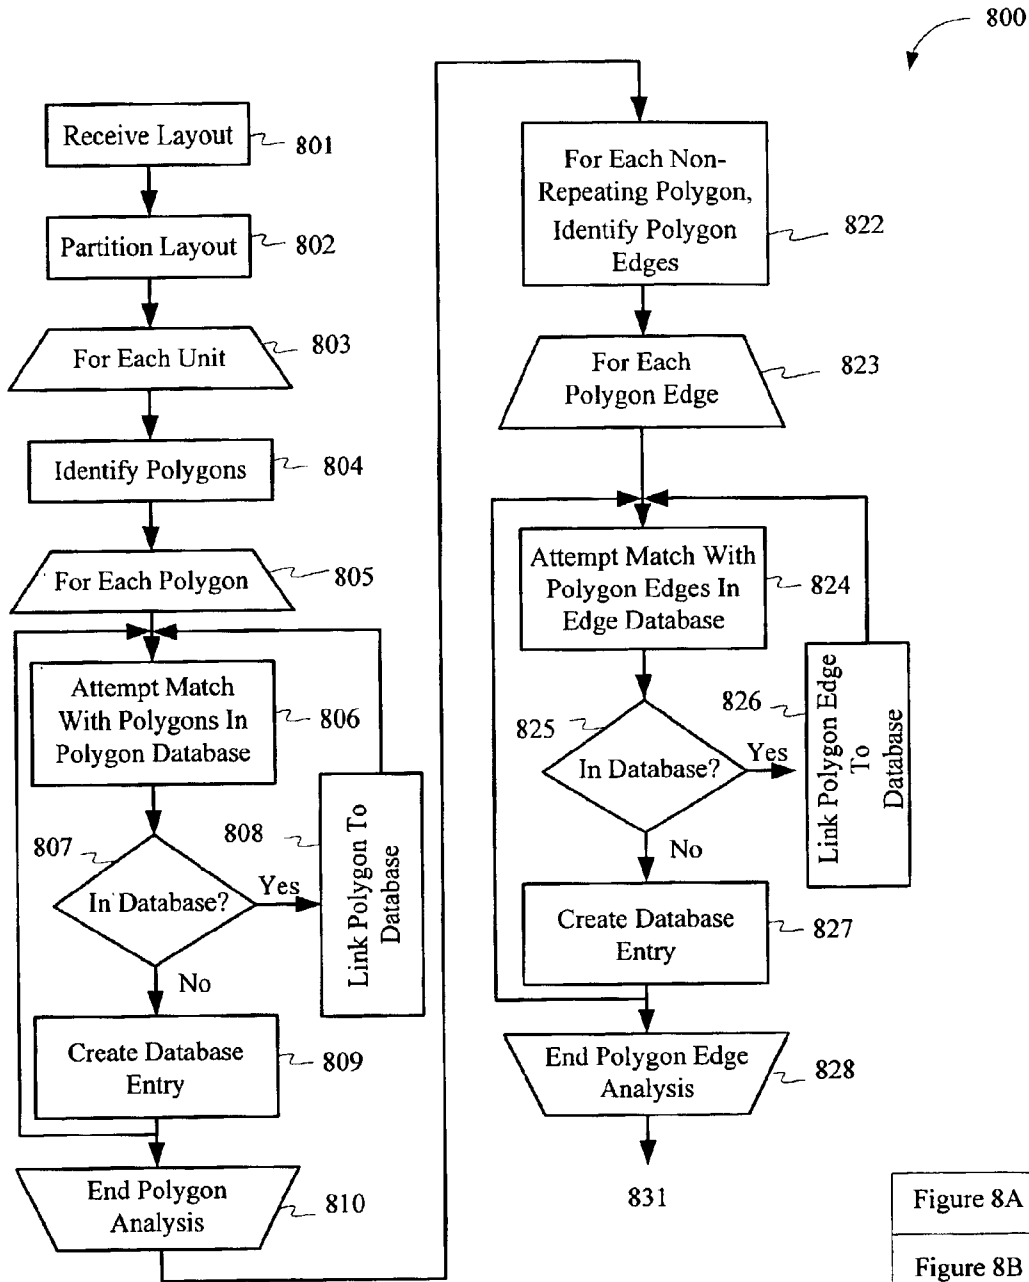 800
Receive Layout
801
Partition Layout
802
For Each Unit
803
Identify Polygons
804
For Each Polygon
805
Attempt Match
With Polygons In
Polygon Database
806
807
In Database?
Yes
808
Link Polygon To
Database
No
Create Database
Entry
809
End Polygon
Analysis
810
For Each Non-
Repeating Polygon,
Identify Polygon
Edges
822
For Each
Polygon Edge
823
Attempt Match With
Polygon Edges In
Edge Database
824
825
In Database?
Yes
826
Link Polygon Edge
To
Database
No
Create Database
Entry
827
End Polygon Edge
Analysis
828
831
Figure 8A
Figure 8B